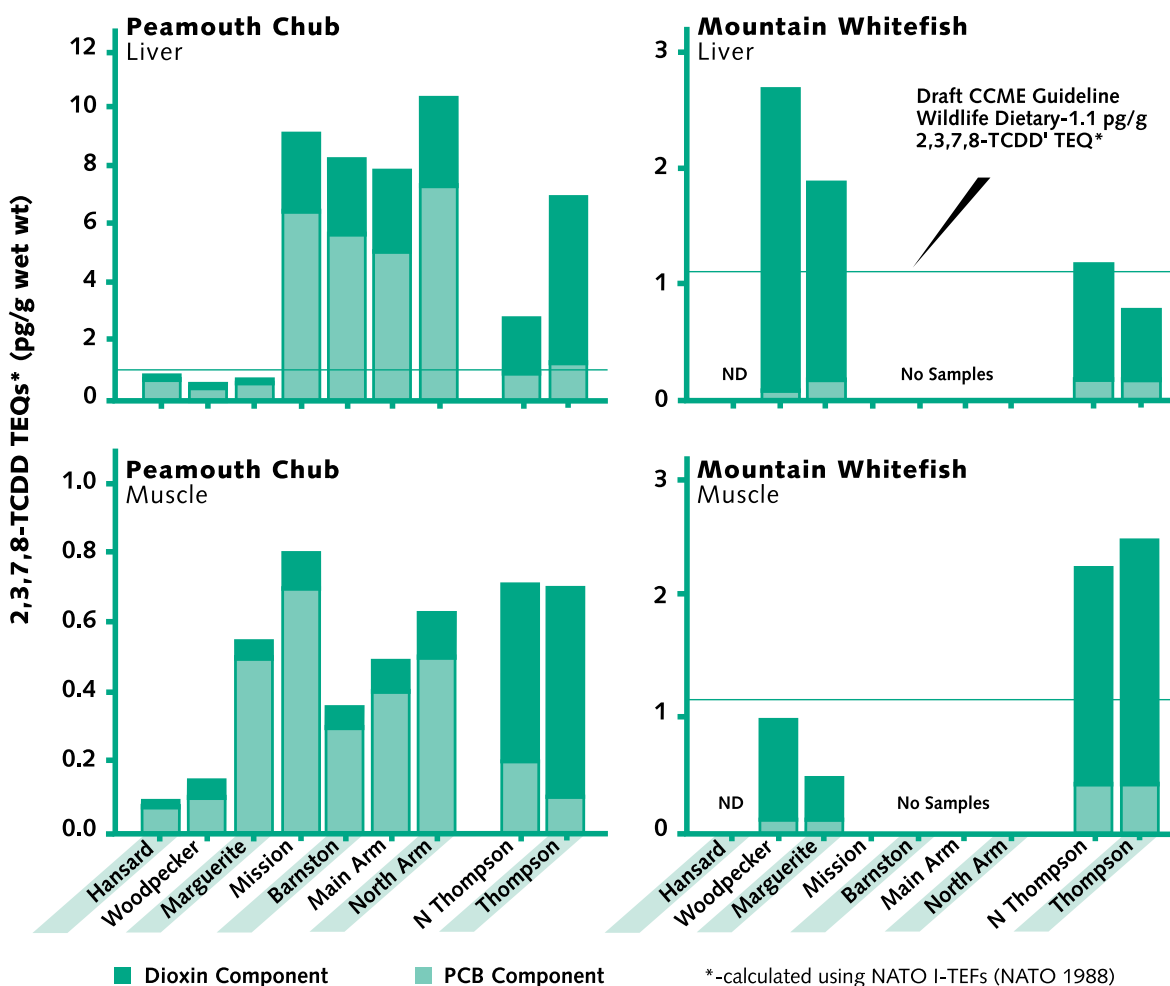 2,3,7,8-TCDD TEQs* (pg/g wet wt)
Peamouth Chub
Liver
12
10
8
6
4
2
0
Mountain Whitefish
Liver
3
2
1
0
Draft CCME Guideline
Wildlife Dietary-1.1 pg/g
2,3,7,8-TCDD' TEQ*
ND
No Samples
Peamouth Chub
Muscle
1.0
0.8
0.6
0.4
0.2
0.0
Hansard
Woodpecker
Marguerite
Mission
Barnston
Main Arm
North Arm
N Thompson
Thompson
Mountain Whitefish
Muscle
3
2
1
0
ND
No Samples
Hansard
Woodpecker
Marguerite
Mission
Barnston
Main Arm
North Arm
N Thompson
Thompson
Dioxin Component
PCB Component
*-calculated using NATO I-TEFs (NATO 1988)